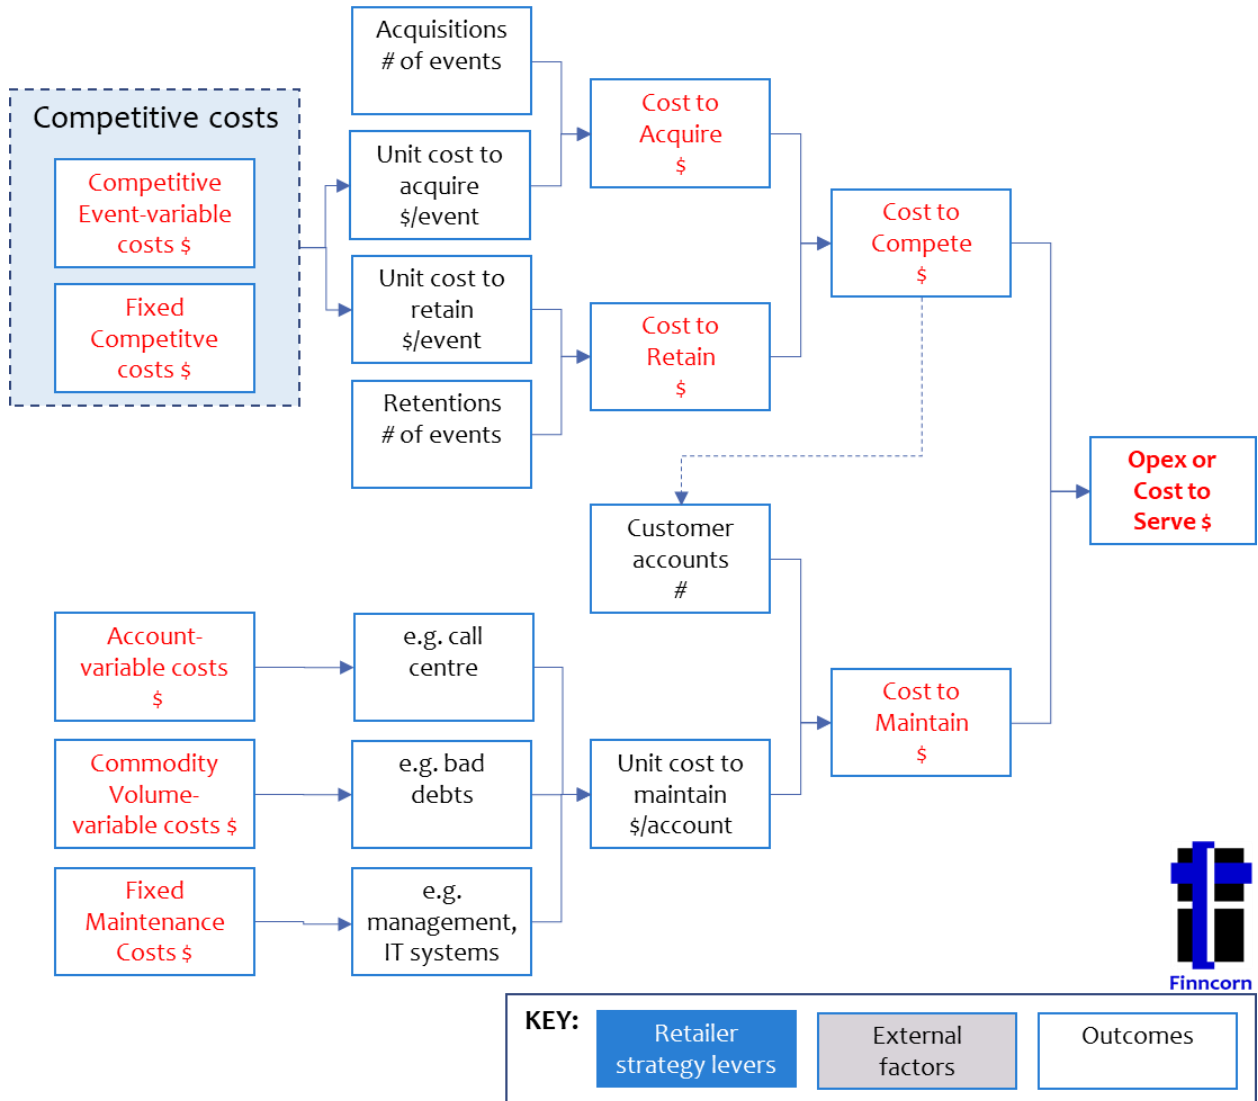 Acquisitions
# of events
Competitive costs
Competitive
Event-variable
costs $
Fixed
Competitve
costs $
Unit cost to
acquire
$/event
Unit cost to
retain
$/event
Retentions
# of events
Cost to
Acquire
$
Cost to
Retain
$
Cost to
Compete
$
Opex or
Cost to
Serve $
Customer
accounts
#
Account-
variable costs
$
e.g. call
centre
Commodity
Volume-
variable costs $
e.g. bad
debts
Fixed
Maintenance
Costs $
e.g.
management,
IT systems
Unit cost to
maintain
$/account
Cost to
Maintain
$
Finncorn
KEY:
Retailer
strategy levers
External
factors
Outcomes